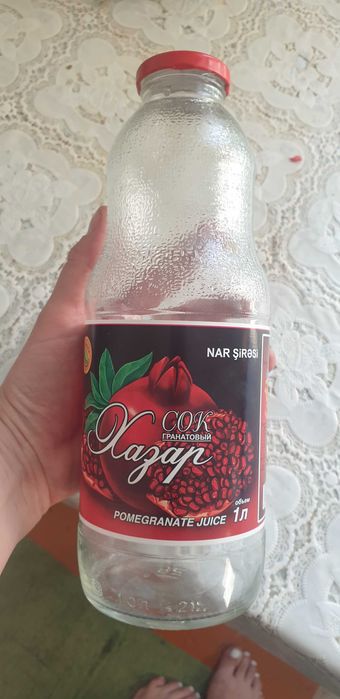 NAR ŞİRƏSİ
СОК
ГРАНАТОВЫЙ
Хазар
объем
1л
POMEGRANATE JUICE